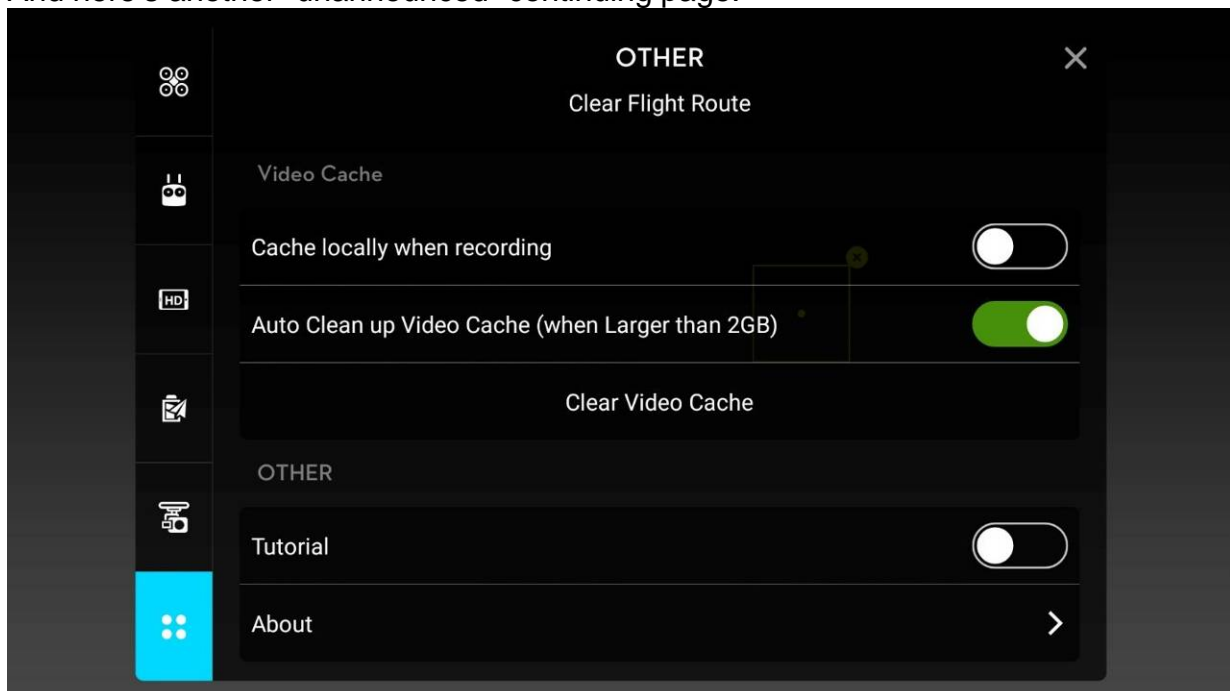 And here's another "unannounced" continuing page:
OTHER
Clear Flight Route
Video Cache
Cache locally when recording
HD
Auto Clean up Video Cache (when Larger than 2GB)
Clear Video Cache
OTHER
Tutorial
About